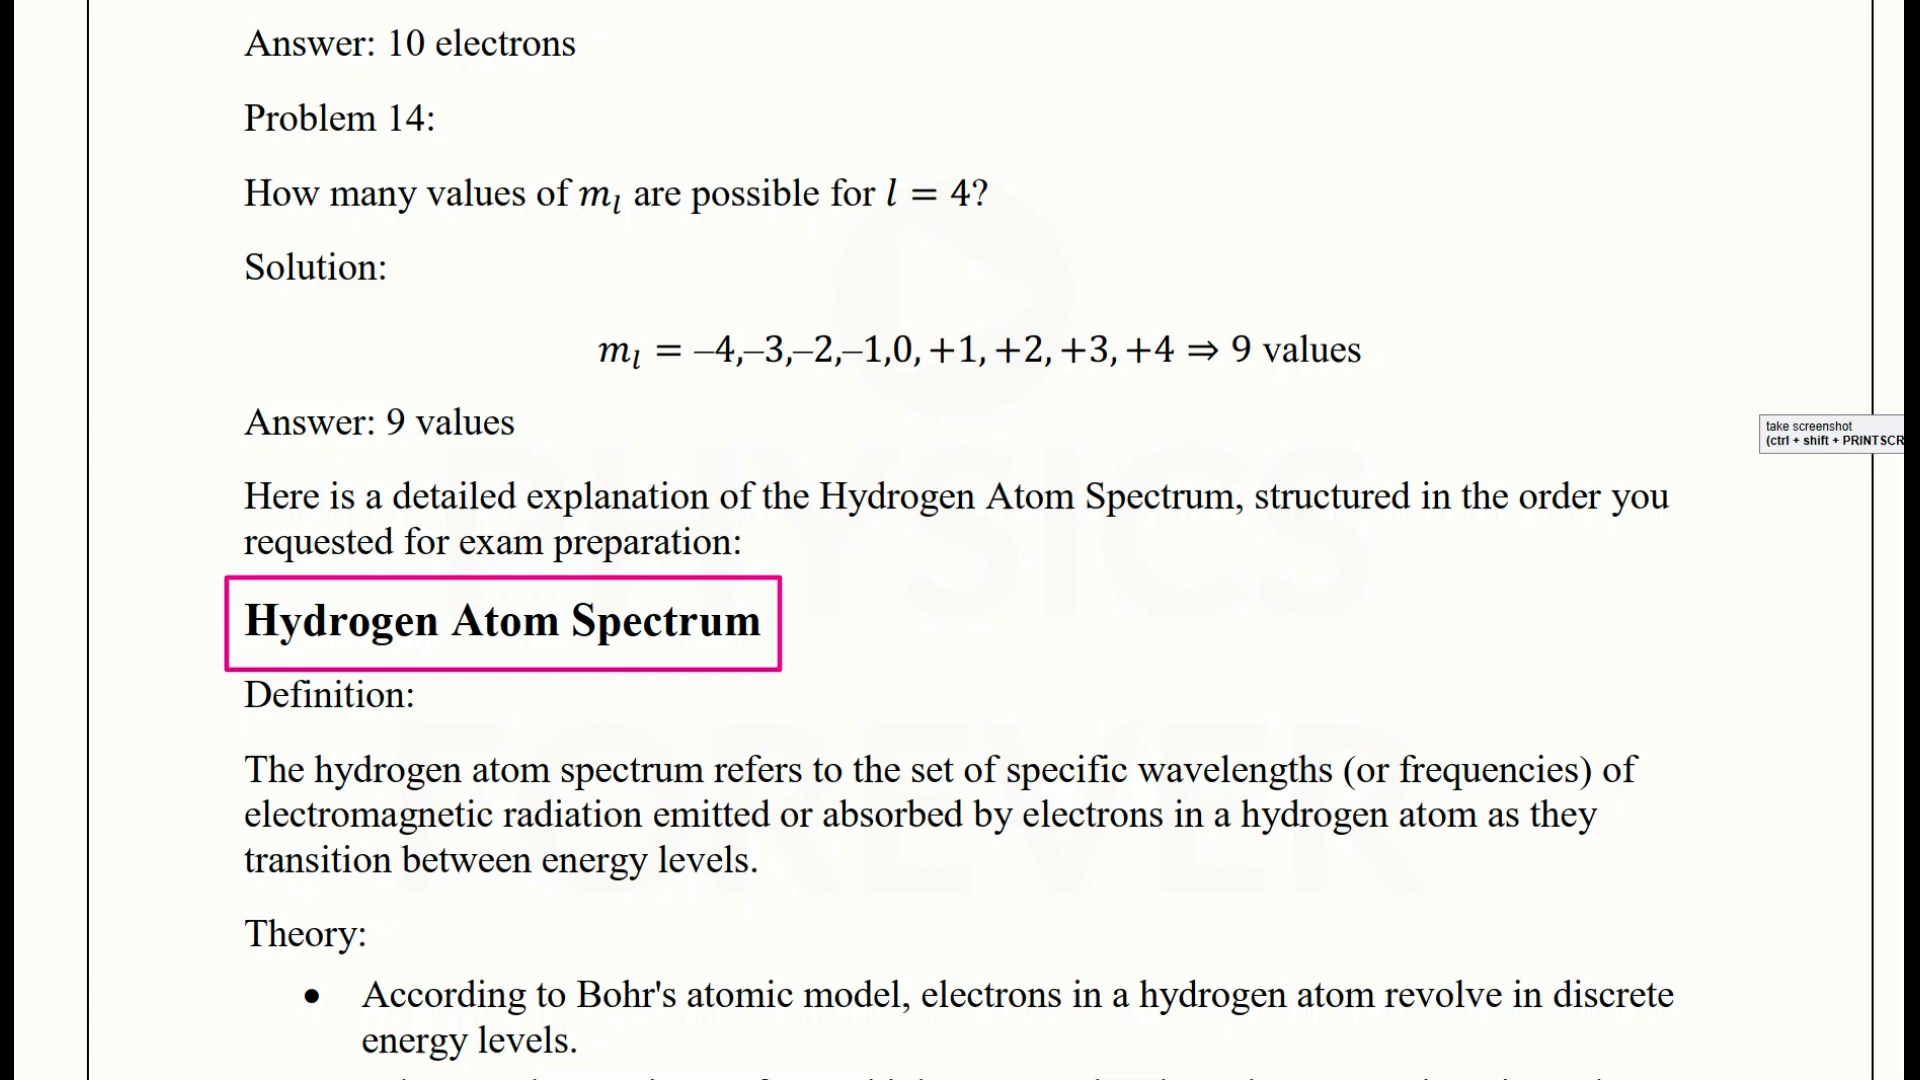 Answer: 10 electrons
Problem 14:
How many values of mₗ are possible for l = 4?
Solution:
mₗ = –4,–3,–2,–1,0, +1, +2, +3, +4 ⇒ 9 values
Answer: 9 values
take screenshot
(ctrl + shift + PRINTSCR
Here is a detailed explanation of the Hydrogen Atom Spectrum, structured in the order you
requested for exam preparation:
PHYSICS
Hydrogen Atom Spectrum
Definition:
The hydrogen atom spectrum refers to the set of specific wavelengths (or frequencies) of
electromagnetic radiation emitted or absorbed by electrons in a hydrogen atom as they
transition between energy levels.
FOREVER
Theory:
• According to Bohr's atomic model, electrons in a hydrogen atom revolve in discrete
energy levels.